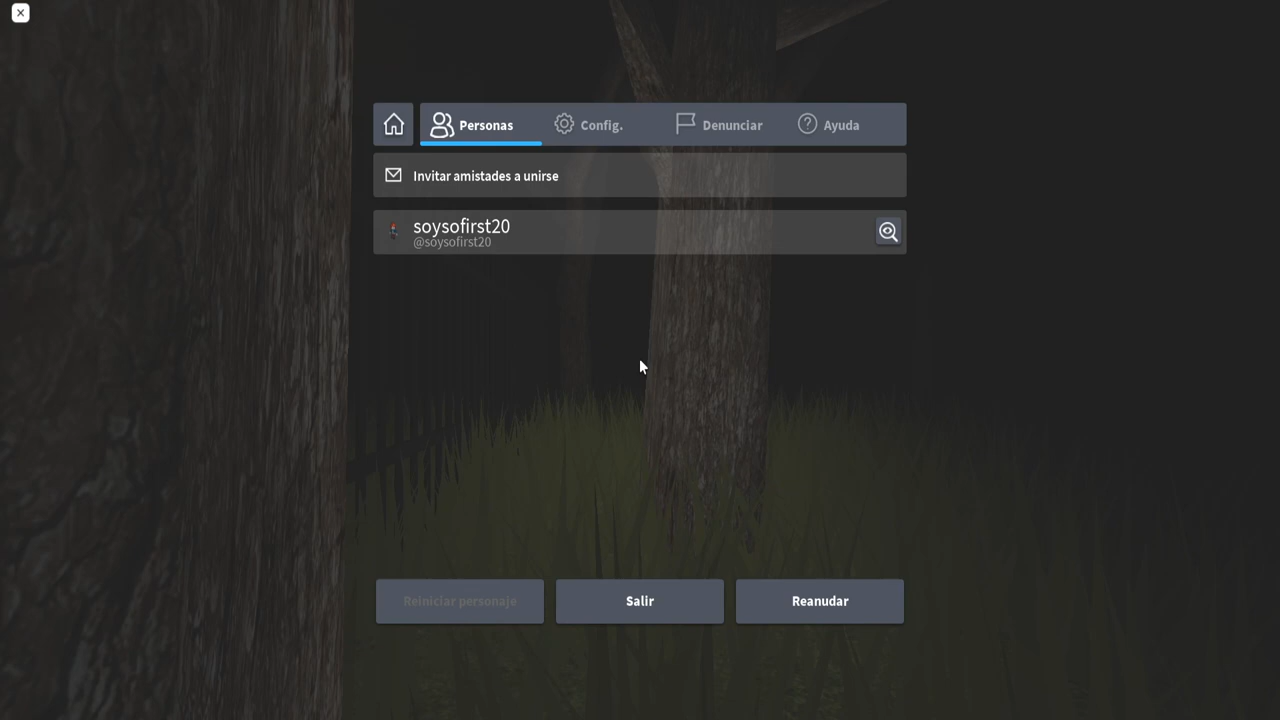 Personas
Config.
Denunciar
Ayuda
Invitar amistades a unirse
soysofirst20
@soysofirst20
Reiniciar personaje
Salir
Reanudar